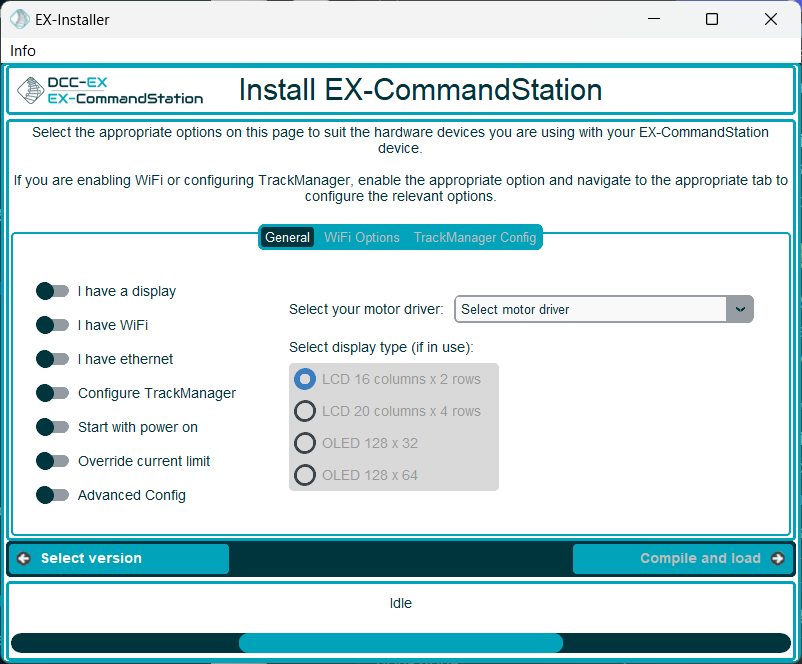 EX-Installer
Info
DCC-EX
EX-CommandStation
Install EX-CommandStation
Select the appropriate options on this page to suit the hardware devices you are using with your EX-CommandStation
device.
If you are enabling WiFi or configuring TrackManager, enable the appropriate option and navigate to the appropriate tab to
configure the relevant options.
General WiFi Options TrackManager Config
I have a display
I have WiFi
I have ethernet
Configure TrackManager
Start with power on
Override current limit
Advanced Config
Select your motor driver: Select motor driver
Select display type (if in use):
LCD 16 columns x 2 rows
LCD 20 columns x 4 rows
OLED 128 x 32
OLED 128 x 64
Select version
Compile and load
Idle